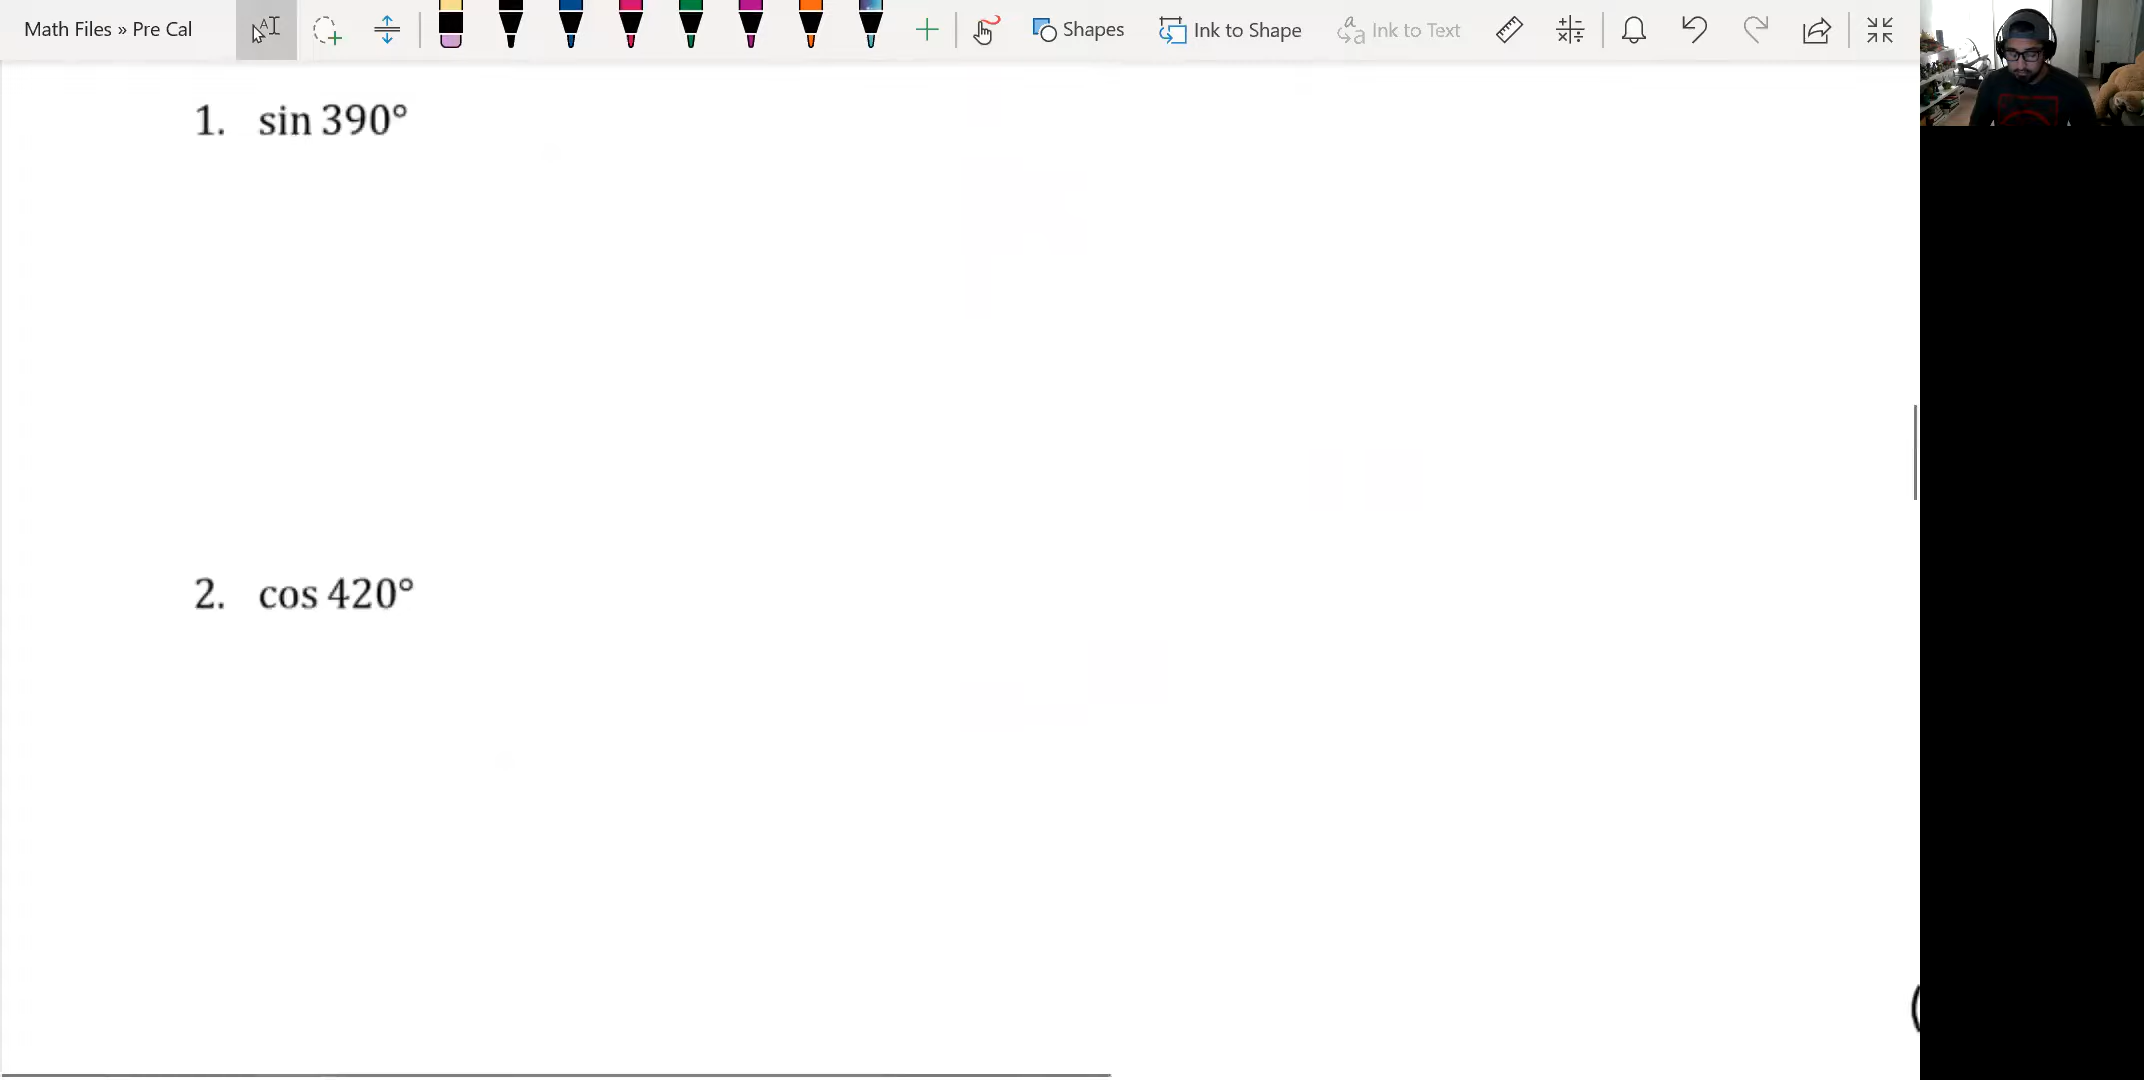 Math Files » Pre Cal
Shapes
Ink to Shape
Ink to Text
1. sin 390°
2. cos 420°
(